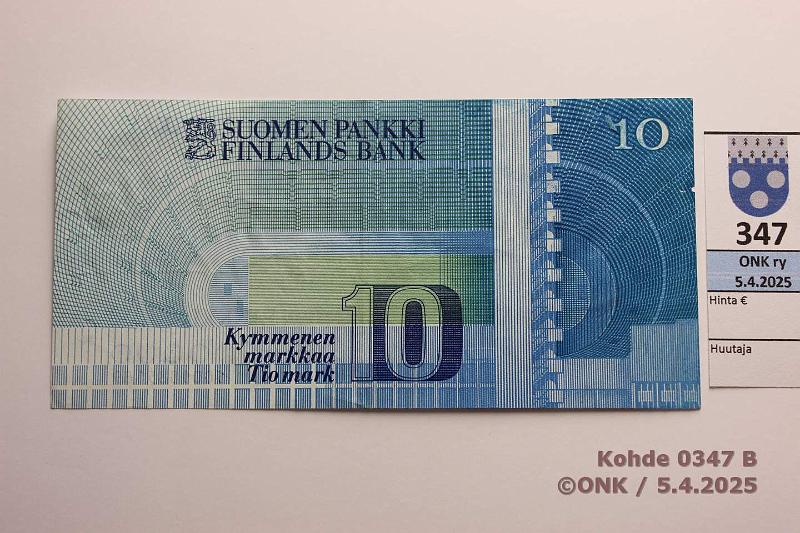 SUOMEN PANKKI
FINLANDS BANK
10
Kymmenen
markkaa
Tio mark
10
347
ONK ry
5.4.2025
Hinta €
Huutaja
Kohde 0347 B
©ONK / 5.4.2025